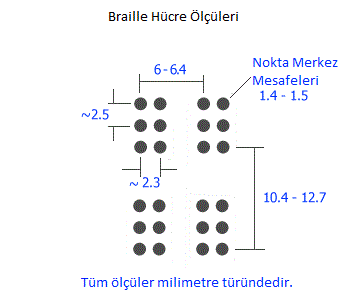 Braille Hücre Ölçüleri
6-6.4
Nokta Merkez
Mesafeleri
1.4 - 1.5
~2.5
~ 2.3
10.4 - 12.7
Tüm ölçüler milimetre türündedir.